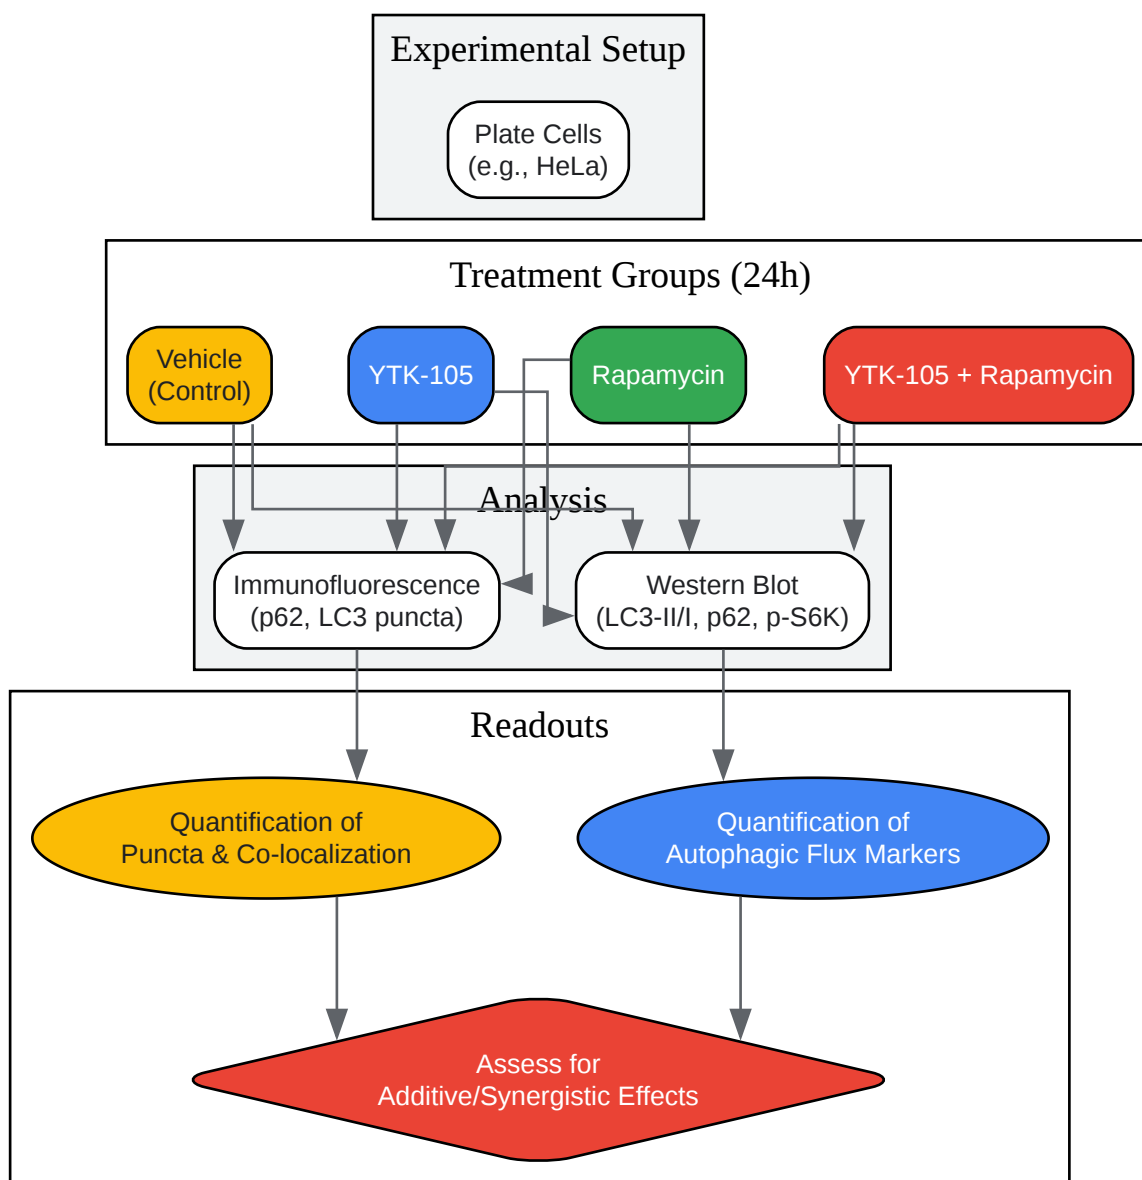 Experimental Setup
Plate Cells
(e.g., HeLa)
Treatment Groups (24h)
Vehicle
(Control)
YTK-105
Rapamycin
YTK-105 + Rapamycin
Analysis
Immunofluorescence
(p62, LC3 puncta)
Western Blot
(LC3-II/I, p62, p-S6K)
Readouts
Quantification of
Puncta & Co-localization
Quantification of
Autophagic Flux Markers
Assess for
Additive/Synergistic Effects